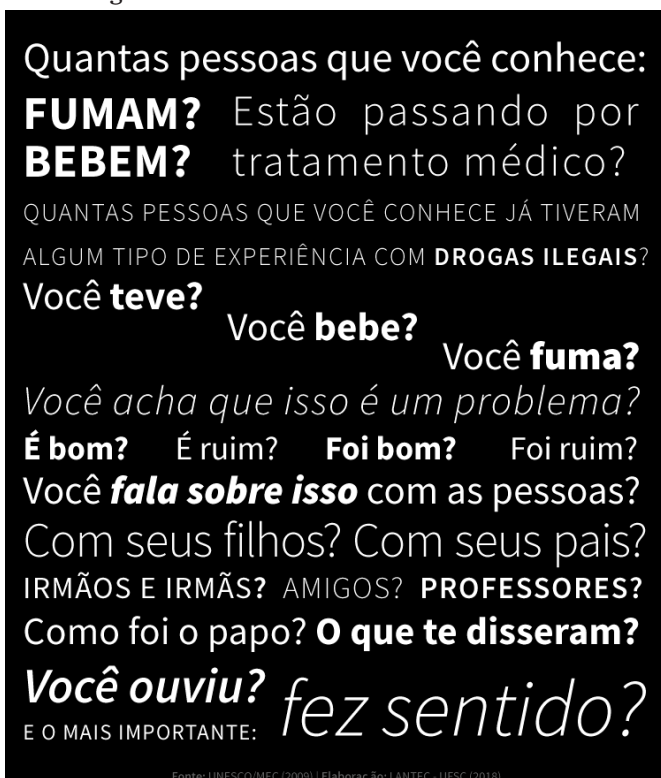 Quantas pessoas que você conhece:
FUMAM? Estão passando por
BEBEM? tratamento médico?
QUANTAS PESSOAS QUE VOCÊ CONHECE JÁ TIVERAM
ALGUM TIPO DE EXPERIÊNCIA COM DROGAS ILEGAIS?
Você teve?
Você bebe?
Você fuma?
Você acha que isso é um problema?
É bom? É ruim? Foi bom? Foi ruim?
Você fala sobre isso com as pessoas?
Com seus filhos? Com seus pais?
IRMÃOS E IRMÃS? AMIGOS? PROFESSORES?
Como foi o papo? O que te disseram?
Você ouviu? fez sentido?
E O MAIS IMPORTANTE:
Fonte: UNESCO/MEC (2009) | Elaboração: LANTEC - UFSC (2018)